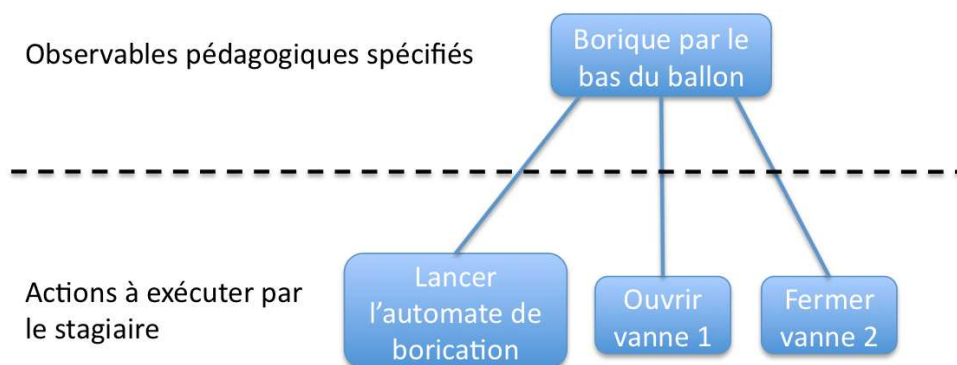 Observables pédagogiques spécifiés
Borique par le
bas du ballon
Actions à exécuter par
le stagiaire
Lancer
l’automate de
borication
Ouvrir
vanne 1
Fermer
vanne 2